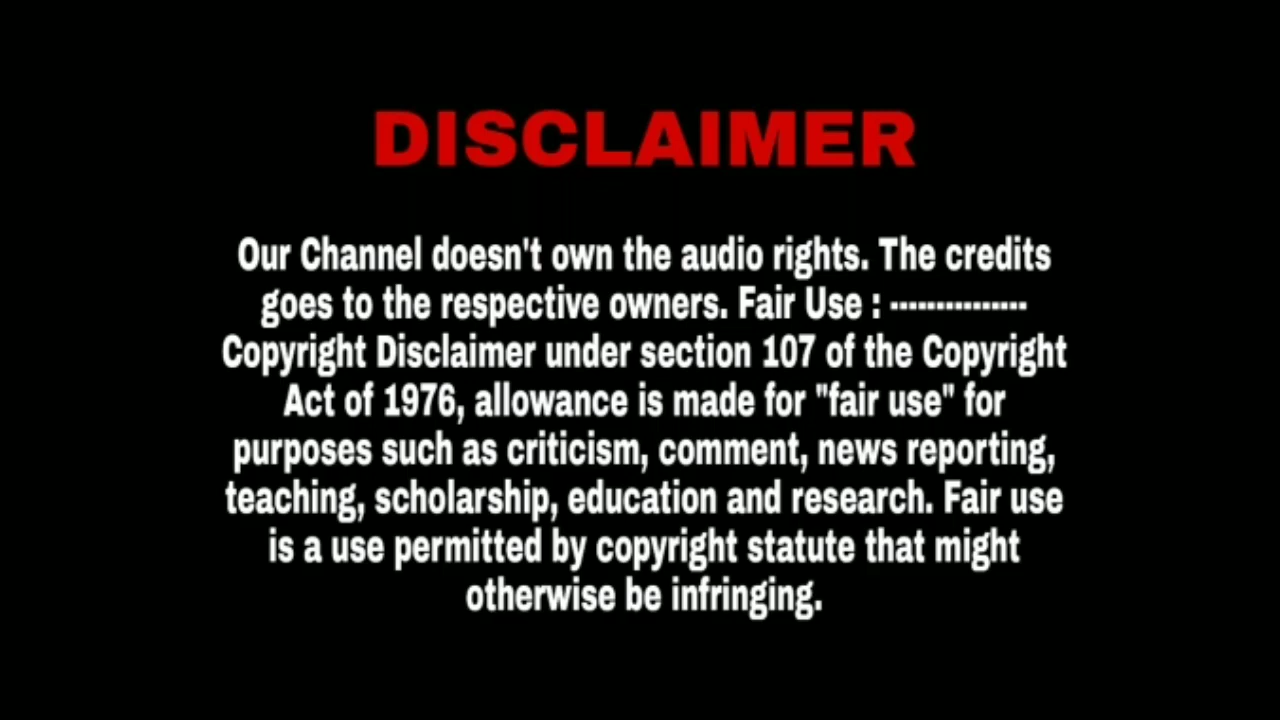 DISCLAIMER
Our Channel doesn't own the audio rights. The credits
goes to the respective owners. Fair Use : ---------------
Copyright Disclaimer under section 107 of the Copyright
Act of 1976, allowance is made for "fair use" for
purposes such as criticism, comment, news reporting,
teaching, scholarship, education and research. Fair use
is a use permitted by copyright statute that might
otherwise be infringing.